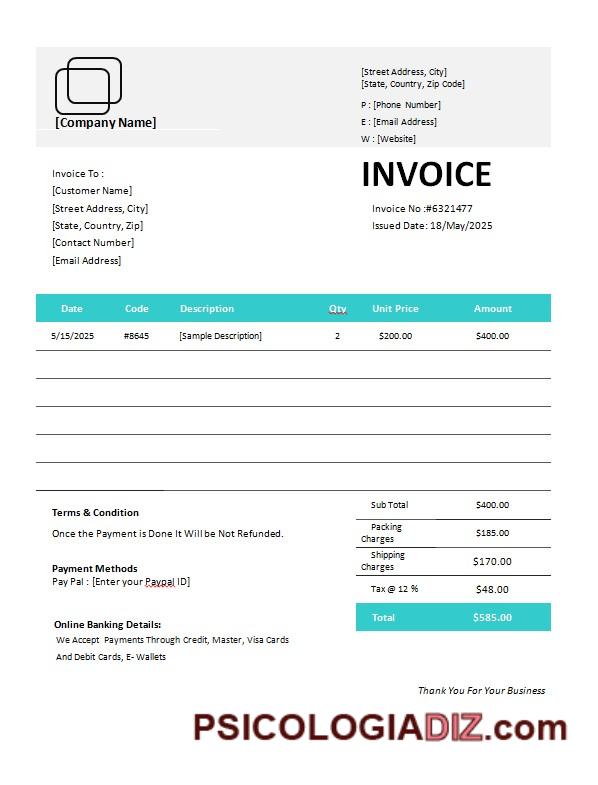 [Street Address, City]
[State, Country, Zip Code]
P : [Phone Number]
E : [Email Address]
W : [Website]
[Company Name]
INVOICE
Invoice To :
[Customer Name]
[Street Address, City]
[State, Country, Zip]
[Contact Number]
[Email Address]
Invoice No :#6321477
Issued Date: 18/May/2025
Date Code Description Qty Unit Price Amount
5/15/2025 #8645 [Sample Description] 2 $200.00 $400.00
Sub Total $400.00
Packing Charges $185.00
Shipping Charges $170.00
Tax @ 12 % $48.00
Total $585.00
Terms & Condition
Once the Payment is Done It Will be Not Refunded.
Payment Methods
Pay Pal : [Enter your Paypal ID]
Online Banking Details:
We Accept Payments Through Credit, Master, Visa Cards
And Debit Cards, E- Wallets
Thank You For Your Business
PSICOLOGIADIZ.com